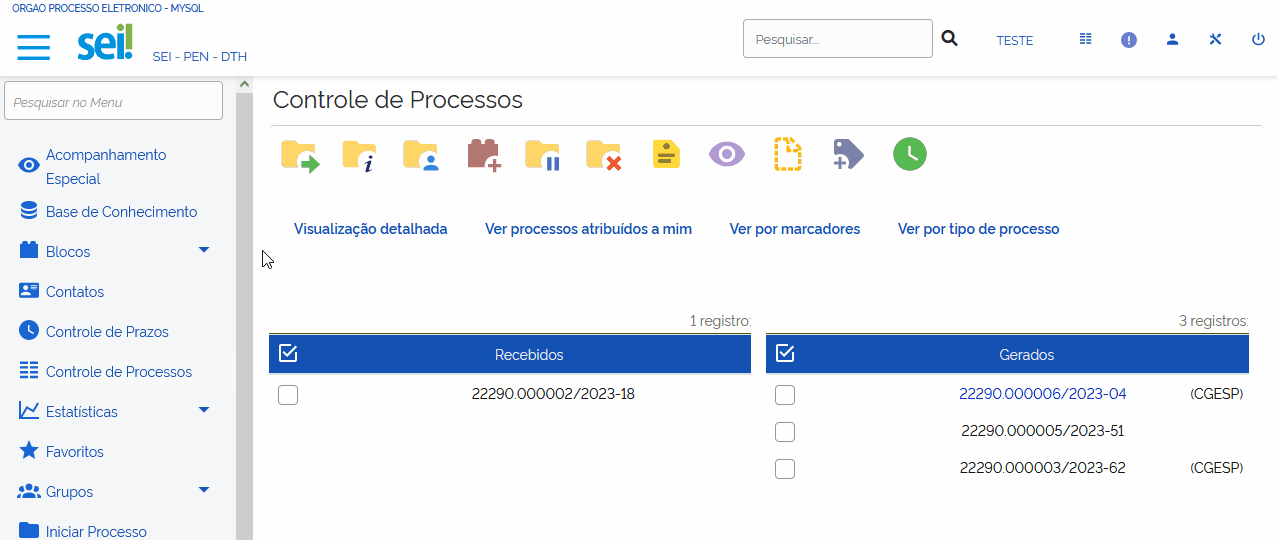 ORGAO PROCESSO ELETRONICO - MYSQL
sei!
SEI - PEN - DTH
Pesquisar...
TESTE
Pesquisar no Menu
Acompanhamento
Especial
Base de Conhecimento
Blocos
Contatos
Controle de Prazos
Controle de Processos
Estatísticas
Favoritos
Grupos
Iniciar Processo
Controle de Processos
Visualização detalhada
Ver processos atribuídos a mim
Ver por marcadores
Ver por tipo de processo
1 registro:
Recebidos
22290.000002/2023-18
3 registros:
Gerados
22290.000006/2023-04 (CGESP)
22290.000005/2023-51
22290.000003/2023-62 (CGESP)